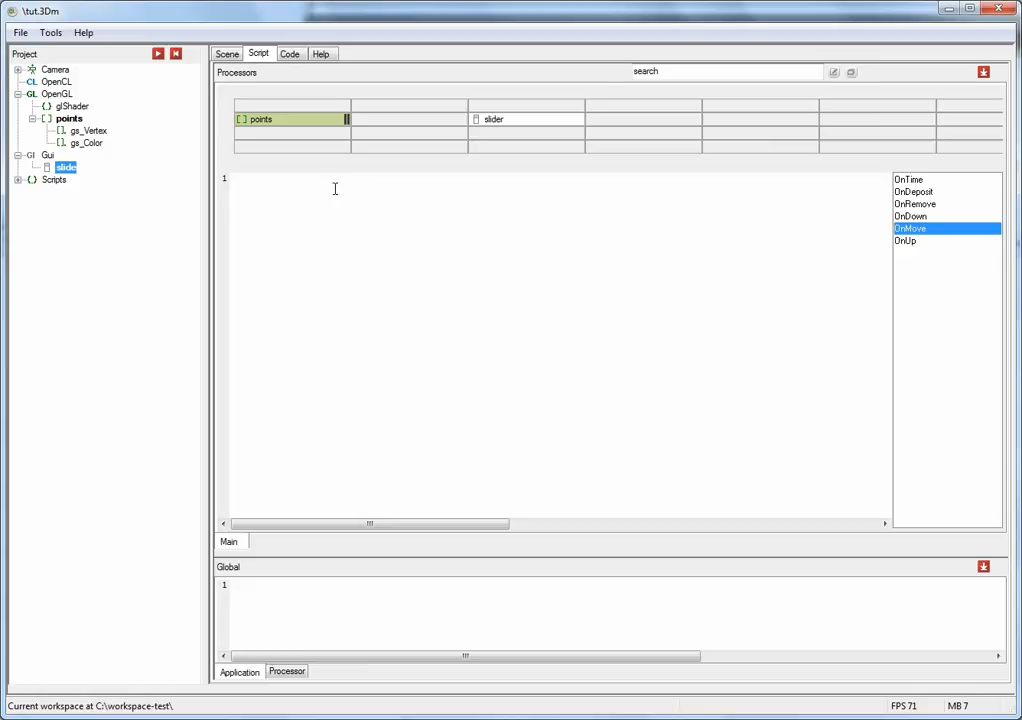 \tut.3Dm
File Tools Help
Project
Camera
CL OpenCL
GL OpenGL
{} glShader
[] points
[]. gs_Vertex
[]. gs_Color
GI Gui
slide
{} Scripts
Scene Script Code Help
Processors
search
[] points
slider
1
OnTime
OnDeposit
OnRemove
OnDown
OnMove
OnUp
Main
Global
1
Application Processor
Current workspace at C:\workspace-test\
FPS 71
MB 7